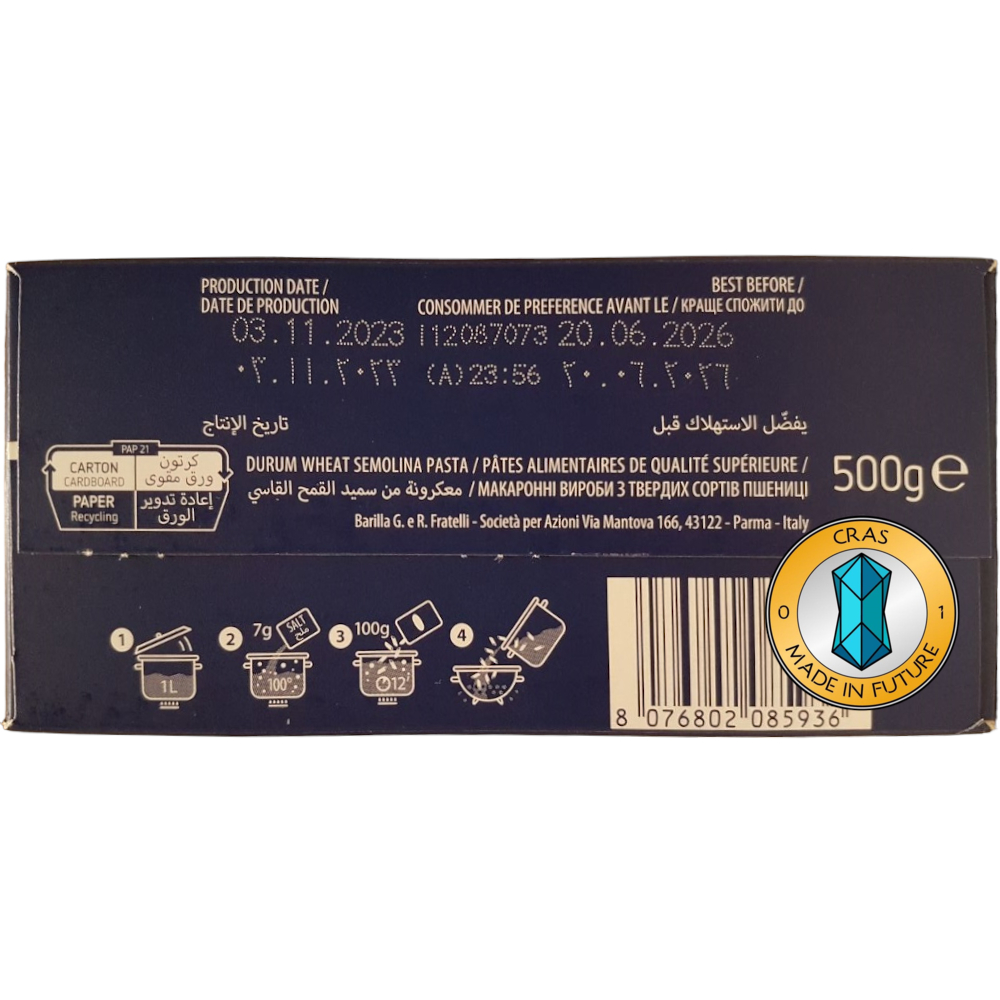 PRODUCTION DATE /
DATE DE PRODUCTION
BEST BEFORE /
CONSOMMER DE PREFERENCE AVANT LE / КРАЩЕ СПОЖИТИ ДО
03.11.2023 112087073 20.06.2026
٠٣.١١.٢٠٢٣ (A)23:56 ٢٠.٠٦.٢٠٢٦
تاريخ الإنتاج
يفضّل الاستهلاك قبل
PAP 21
CARTON
CARDBOARD
PAPER
Recycling
كرتون
ورق مقوى
إعادة تدوير
الورق
DURUM WHEAT SEMOLINA PASTA / PÂTES ALIMENTAIRES DE QUALITÉ SUPÉRIEURE /
معكرونة من سميد القمح القاسي / МАКАРОННІ ВИРОБИ З ТВЕРДИХ СОРТІВ ПШЕНИЦІ
500g e
Barilla G. e R. Fratelli - Società per Azioni Via Mantova 166, 43122 - Parma - Italy
1
1L
2
7g
SALT
ملح
100°
3
100g
12
4
8 076802 085936
CRAS
0 1
MADE IN FUTURE